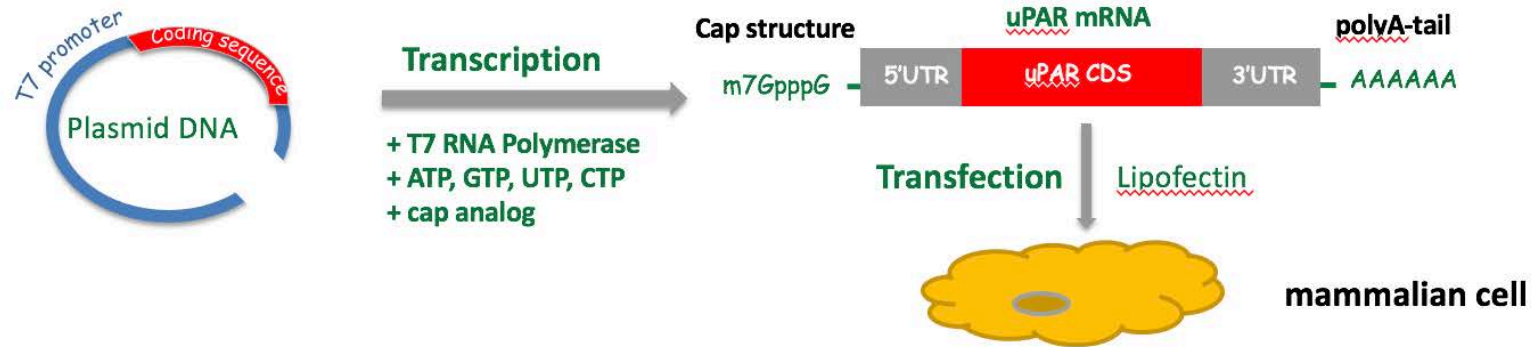 T7 promoter
Coding sequence
Plasmid DNA
Transcription
+ T7 RNA Polymerase
+ ATP, GTP, UTP, CTP
+ cap analog
Cap structure
uPAR mRNA
polyA-tail
m7GpppG
5'UTR
uPAR CDS
3'UTR
AAAAAA
Transfection
Lipofectin
mammalian cell